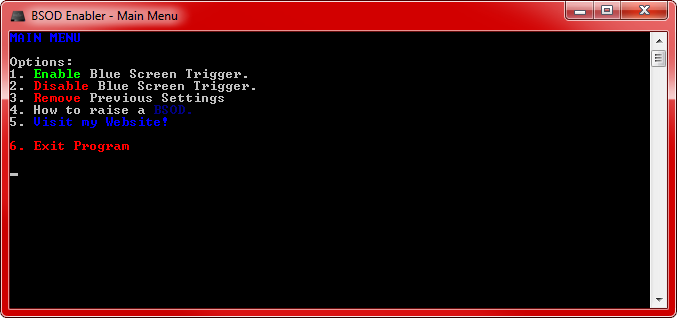 BSOD Enabler - Main Menu
MAIN MENU
Options:
1. Enable Blue Screen Trigger.
2. Disable Blue Screen Trigger.
3. Remove Previous Settings
4. How to raise a BSOD.
5. Visit my Website!
6. Exit Program